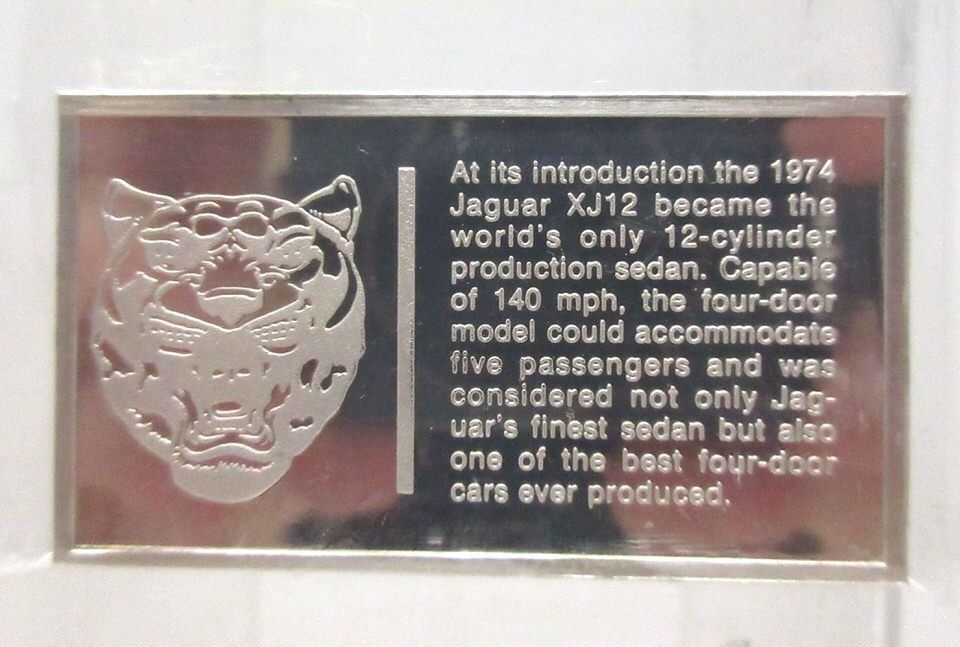 At its introduction the 1974
Jaguar XJ12 became the
world's only 12-cylinder
production sedan. Capable
of 140 mph, the four-door
model could accommodate
five passengers and was
considered not only Jag-
uar's finest sedan but also
one of the best four-door
cars ever produced.